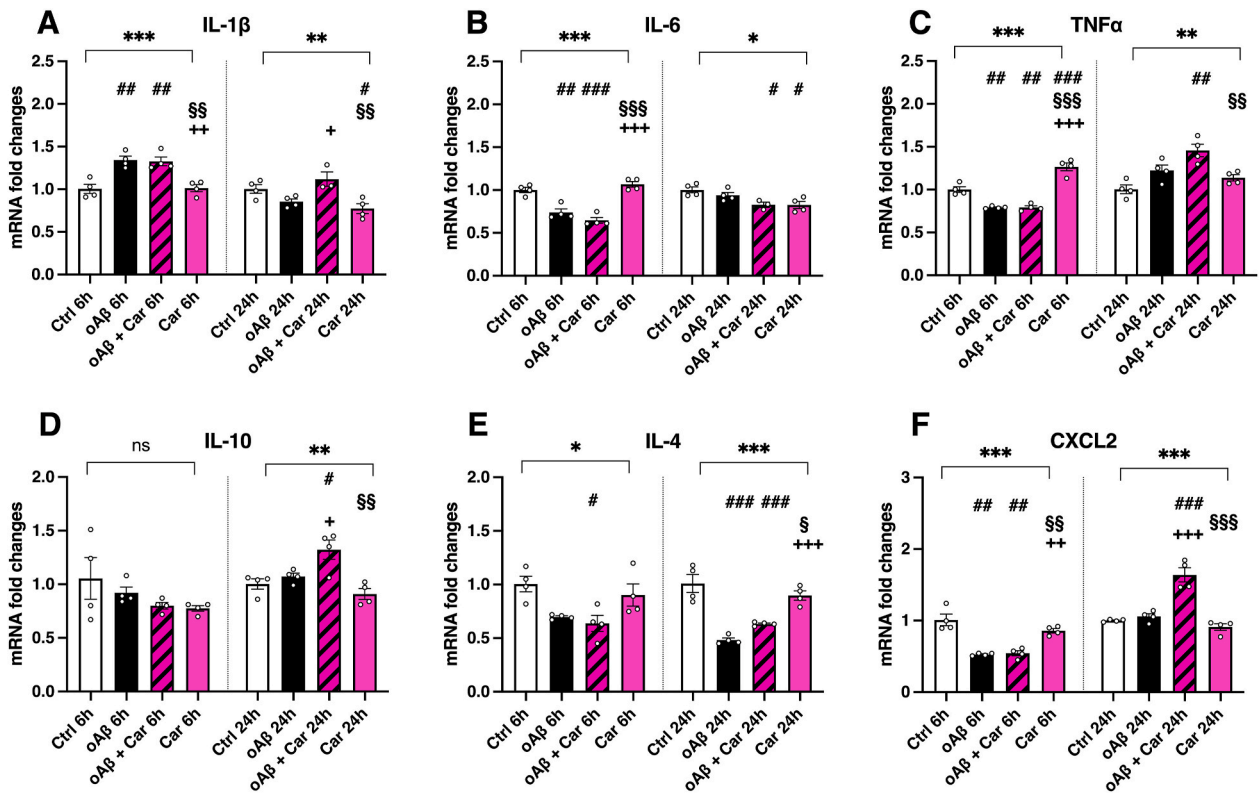 A IL-1β
*** **
mRNA fold changes
2.5
2.0
1.5
1.0
0.5
0.0
## ## §§ ++ + # §§
Ctrl 6h oAβ 6h oAβ + Car 6h Car 6h Ctrl 24h oAβ 24h oAβ + Car 24h Car 24h
B IL-6
*** *
mRNA fold changes
2.5
2.0
1.5
1.0
0.5
0.0
## ### §§§ +++ # #
Ctrl 6h oAβ 6h oAβ + Car 6h Car 6h Ctrl 24h oAβ 24h oAβ + Car 24h Car 24h
C TNFα
*** **
mRNA fold changes
2.5
2.0
1.5
1.0
0.5
0.0
## ## ### §§§ +++ ## §§
Ctrl 6h oAβ 6h oAβ + Car 6h Car 6h Ctrl 24h oAβ 24h oAβ + Car 24h Car 24h
D IL-10
ns **
mRNA fold changes
2.0
1.5
1.0
0.5
0.0
# + §§
Ctrl 6h oAβ 6h oAβ + Car 6h Car 6h Ctrl 24h oAβ 24h oAβ + Car 24h Car 24h
E IL-4
* ***
mRNA fold changes
2.0
1.5
1.0
0.5
0.0
# ### ### § +++
Ctrl 6h oAβ 6h oAβ + Car 6h Car 6h Ctrl 24h oAβ 24h oAβ + Car 24h Car 24h
F CXCL2
*** ***
mRNA fold changes
3
2
1
0
## ## §§ ++ ### +++ §§§
Ctrl 6h oAβ 6h oAβ + Car 6h Car 6h Ctrl 24h oAβ 24h oAβ + Car 24h Car 24h